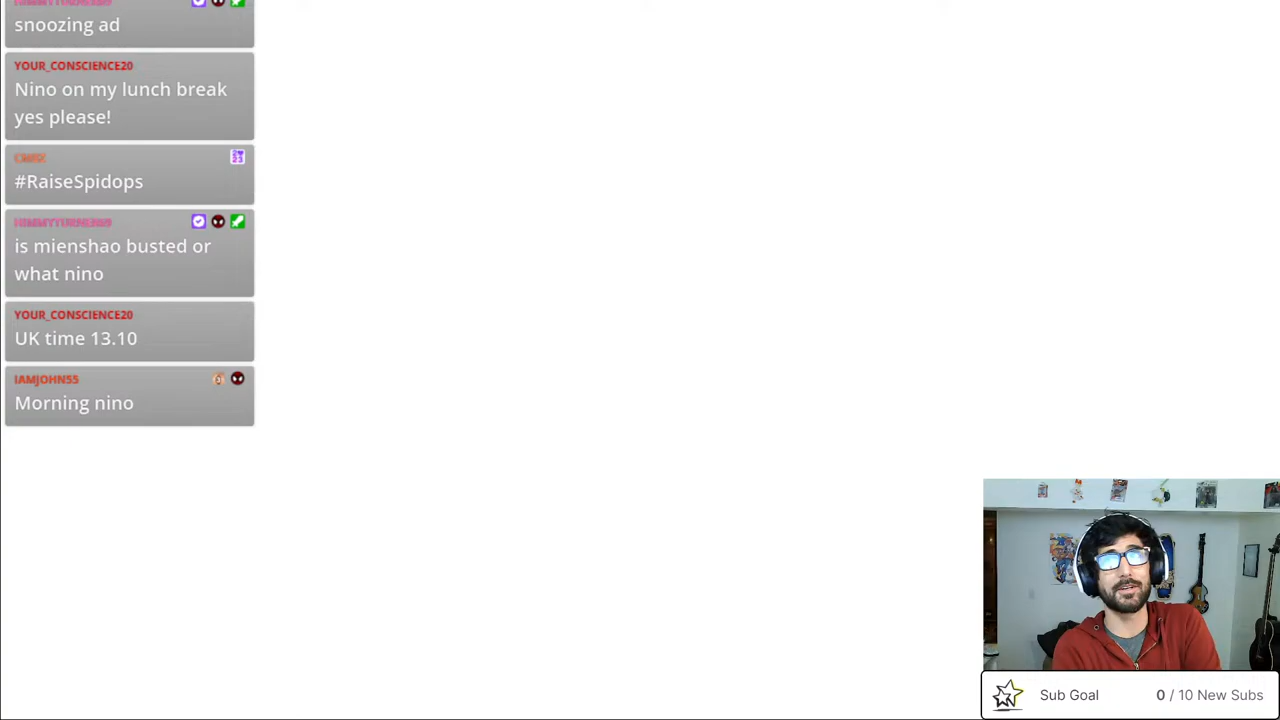 snoozing ad
YOUR_CONSCIENCE20
Nino on my lunch break
yes please!
#RaiseSpidops
is mienshao busted or
what nino
YOUR_CONSCIENCE20
UK time 13.10
IAMJOHN55
Morning nino
Sub Goal 0 / 10 New Subs